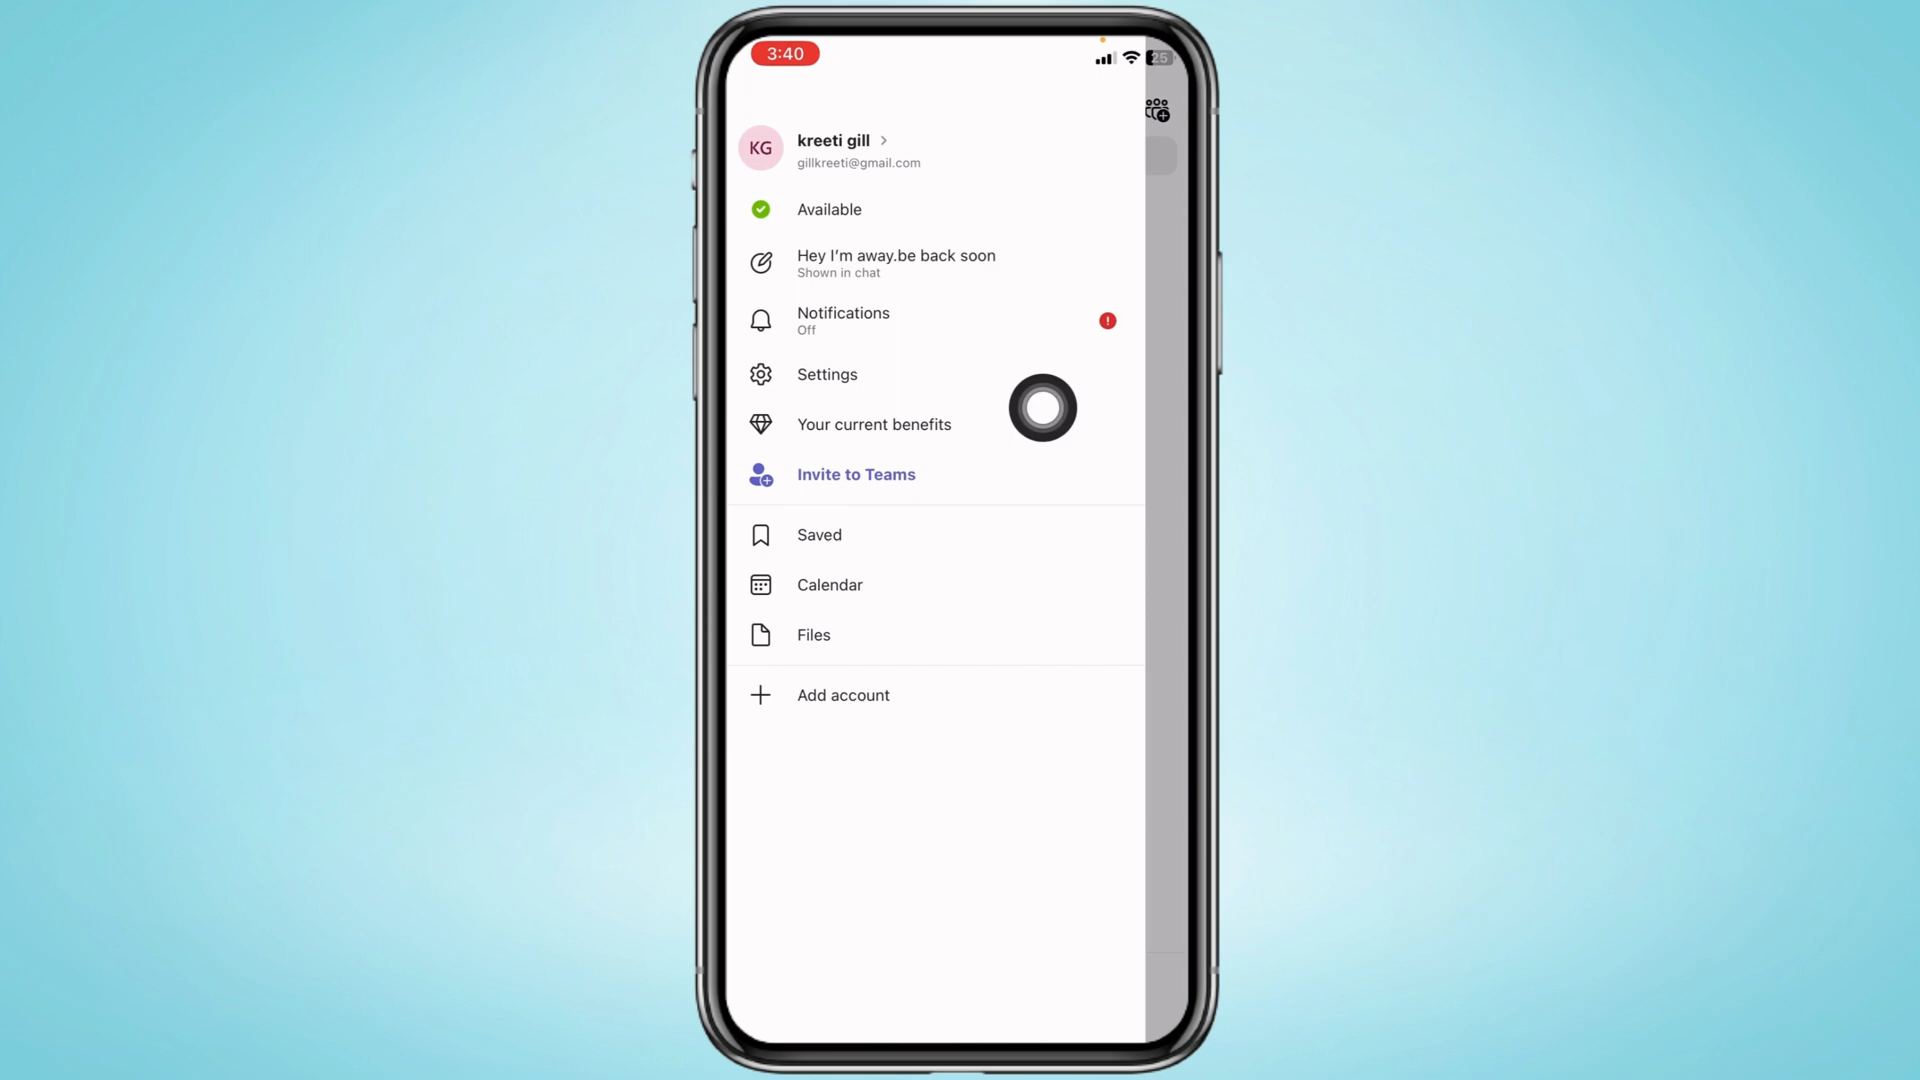 3:40
25
KG
kreeti gill
gillkreeti@gmail.com
Available
Hey I'm away.be back soon
Shown in chat
Notifications
Off
Settings
Your current benefits
Invite to Teams
Saved
Calendar
Files
Add account